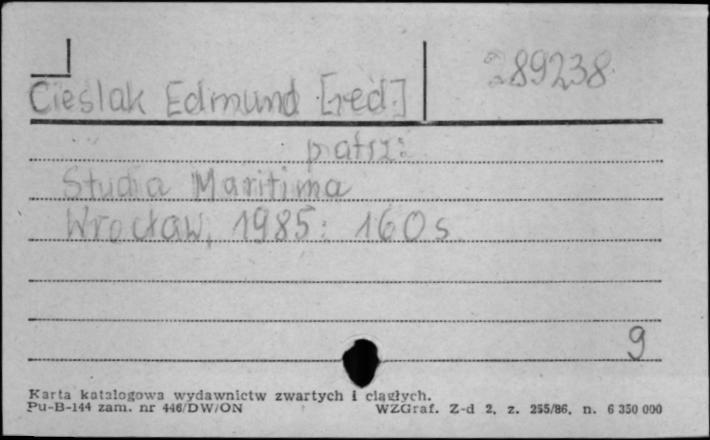 289238
Cieślak Edmund [red.]
patrz:
Studia Maritima
Wrocław, 1985: 160 s.
9
Karta katalogowa wydawnictw zwartych i ciągłych.
Pu-B-144 zam. nr 446/DW/ON WZGraf. Z-d 2, z. 255/86, n. 6 350 000